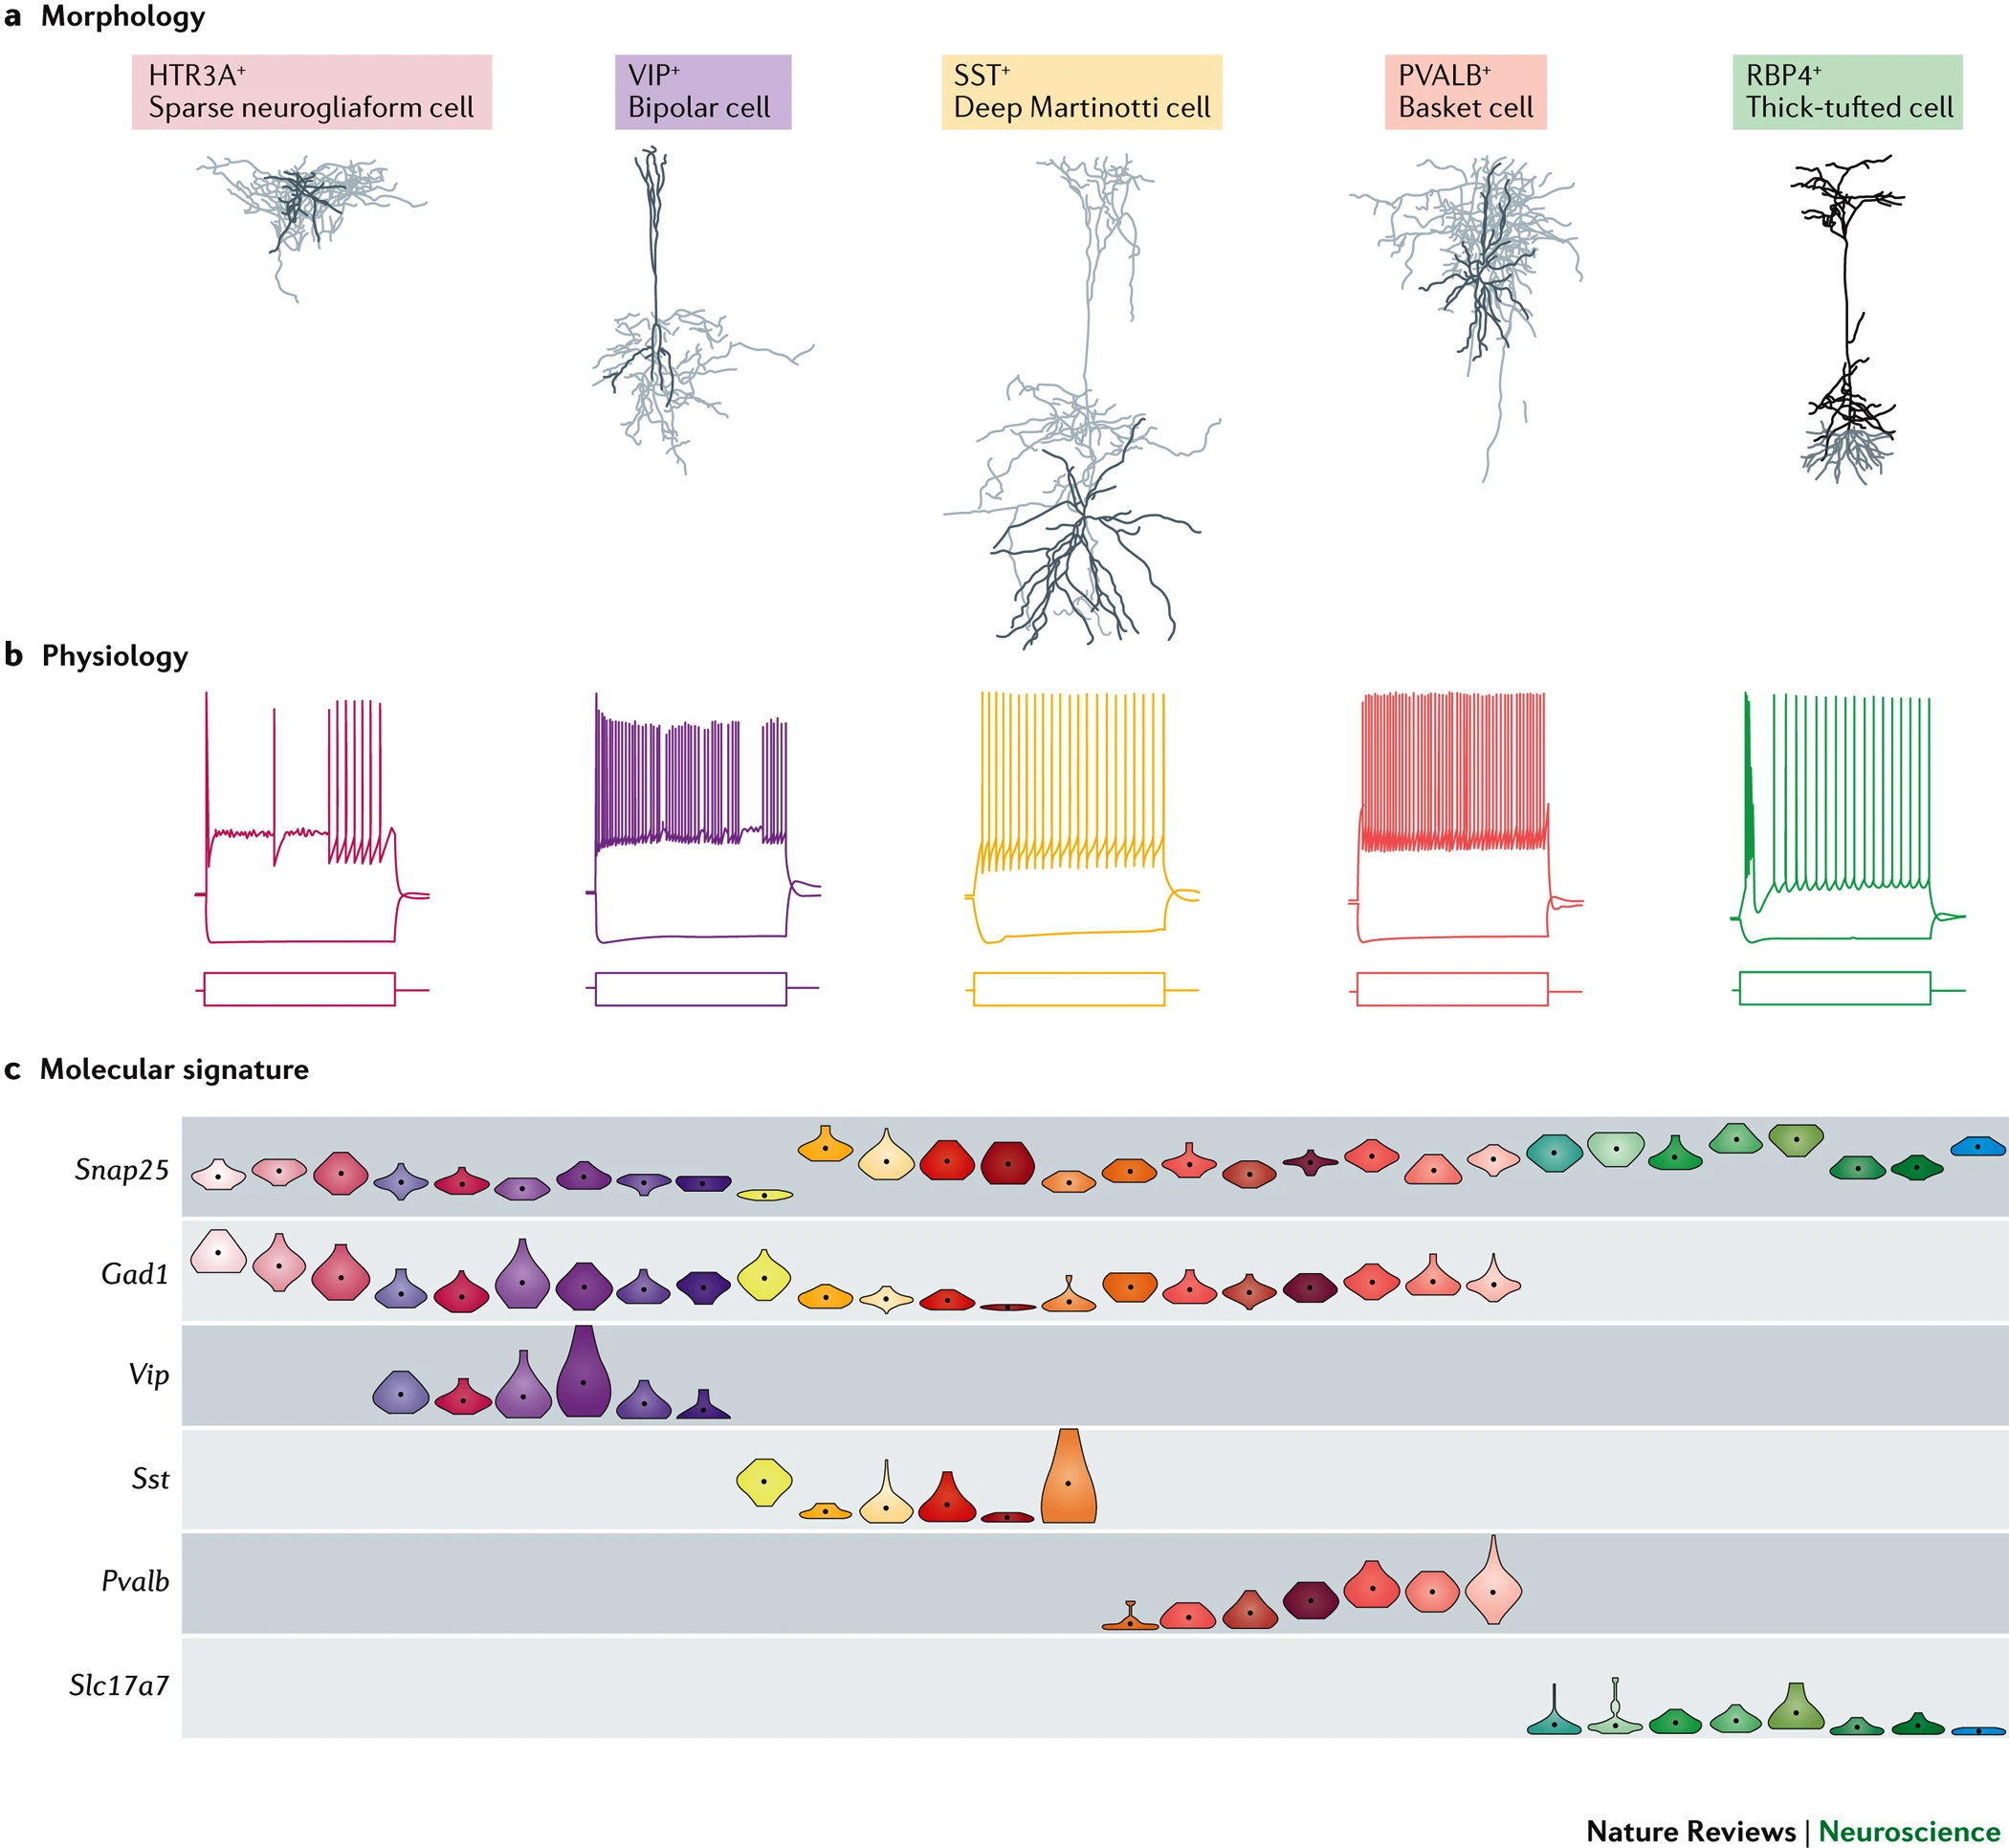 a Morphology
HTR3A⁺
Sparse neurogliaform cell
VIP⁺
Bipolar cell
SST⁺
Deep Martinotti cell
PVALB⁺
Basket cell
RBP4⁺
Thick-tufted cell
b Physiology
c Molecular signature
Snap25
Gad1
Vip
Sst
Pvalb
Slc17a7
Nature Reviews | Neuroscience